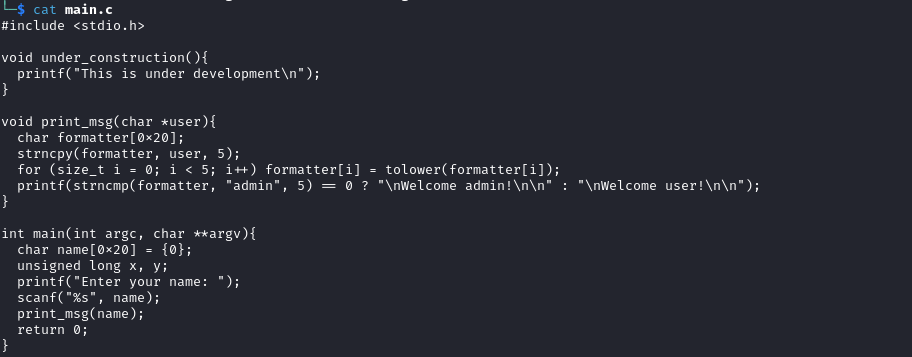 └─$ cat main.c
#include <stdio.h>

void under_construction(){
  printf("This is under development\n");
}

void print_msg(char *user){
  char formatter[0×20];
  strncpy(formatter, user, 5);
  for (size_t i = 0; i < 5; i++) formatter[i] = tolower(formatter[i]);
  printf(strncmp(formatter, "admin", 5) == 0 ? "\nWelcome admin!\n\n" : "\nWelcome user!\n\n");
}

int main(int argc, char **argv){
  char name[0×20] = {0};
  unsigned long x, y;
  printf("Enter your name: ");
  scanf("%s", name);
  print_msg(name);
  return 0;
}